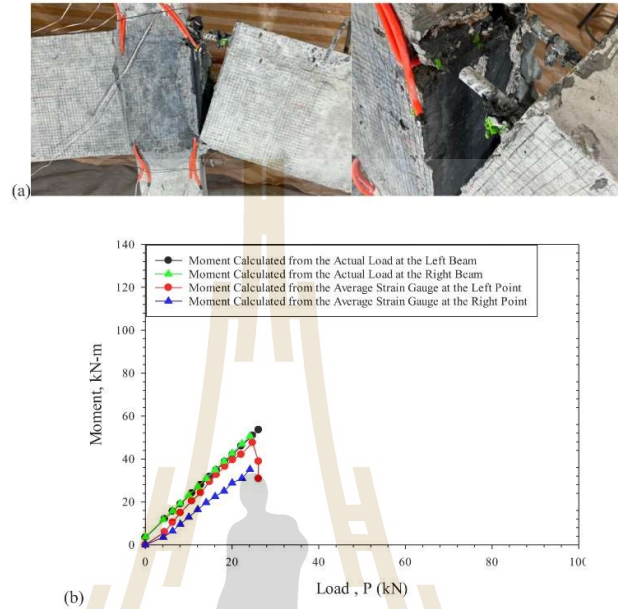 (a)
140
120
100
80
60
40
20
0
Moment, kN-m
Moment Calculated from the Actual Load at the Left Beam
Moment Calculated from the Actual Load at the Right Beam
Moment Calculated from the Average Strain Gauge at the Left Point
Moment Calculated from the Average Strain Gauge at the Right Point
0 20 40 60 80 100
Load , P (kN)
(b)